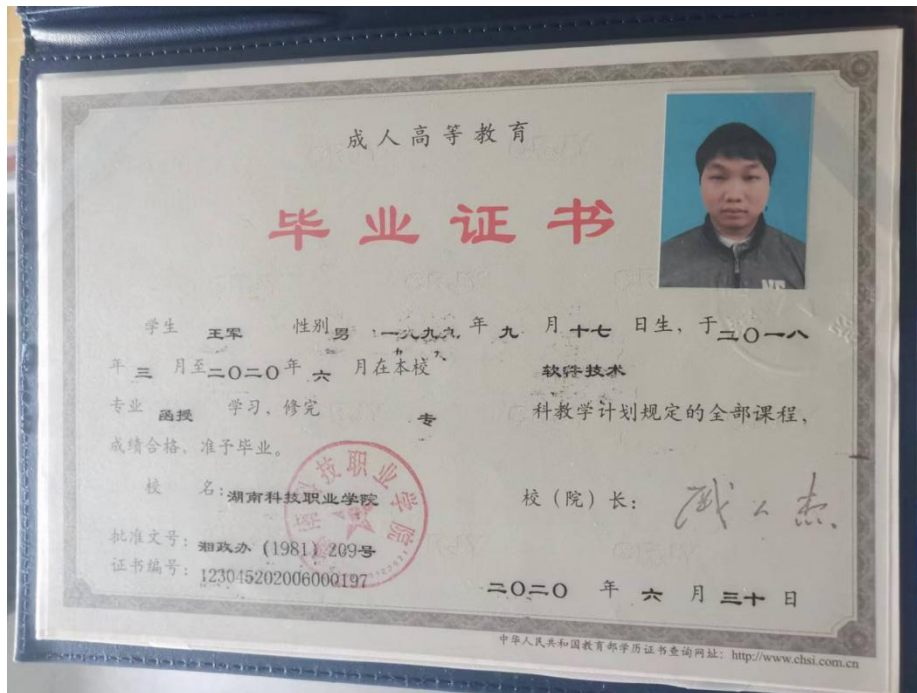 成人高等教育
毕业证书
学生 王军 性别 男，一九九九年 九 月 十七 日生，于二〇一八
年 三 月至二〇二〇年 六 月在本校 软件技术
专业 函授 学习，修完 专 科教学计划规定的全部课程，
成绩合格，准予毕业。
校 名：湖南科技职业学院 校（院）长：
批准文号：湘政办（1981）209号
证书编号：123045202006000197
二〇二〇 年 六 月 三十 日
中华人民共和国教育部学历证书查询网址：http://www.chsi.com.cn